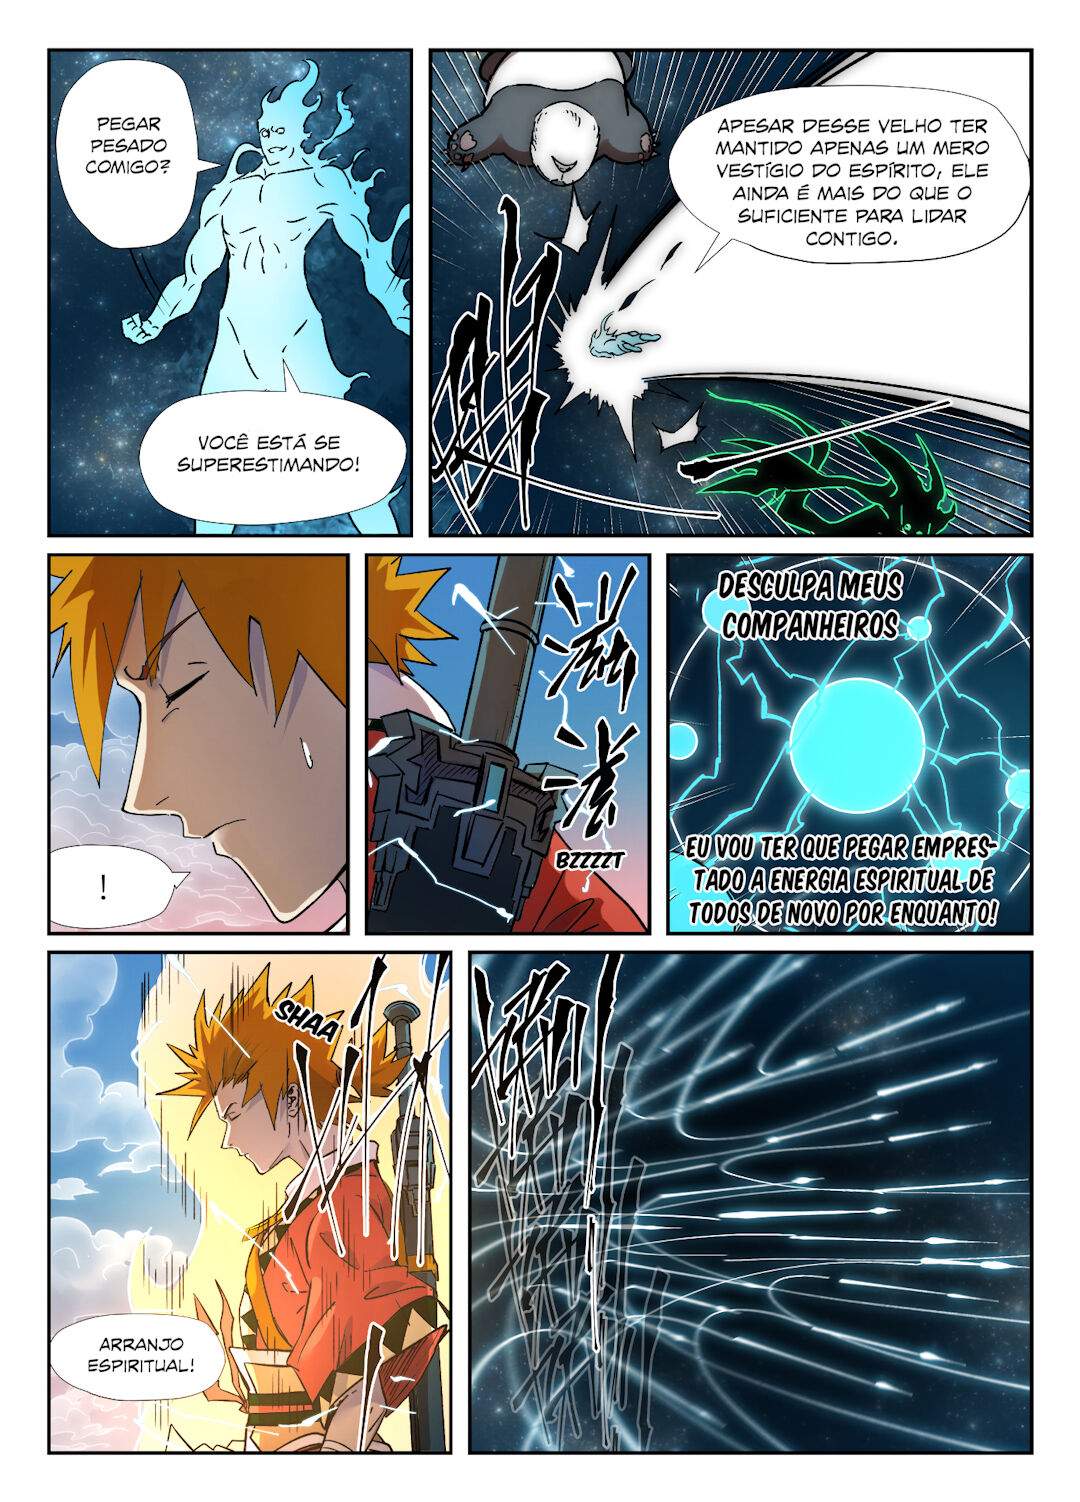 PEGAR
PESADO
COMIGO?
VOCÊ ESTÁ SE
SUPERESTIMANDO!
APESAR DESSE VELHO TER
MANTIDO APENAS UM MERO
VESTÍGIO DO ESPÍRITO, ELE
AINDA É MAIS DO QUE O
SUFICIENTE PARA LIDAR
CONTIGO.
!
BZZZZT
DESCULPA MEUS
COMPANHEIROS
EU VOU TER QUE PEGAR EMPRES-
TADO A ENERGIA ESPIRITUAL DE
TODOS DE NOVO POR ENQUANTO!
SHAA
ARRANJO
ESPIRITUAL!